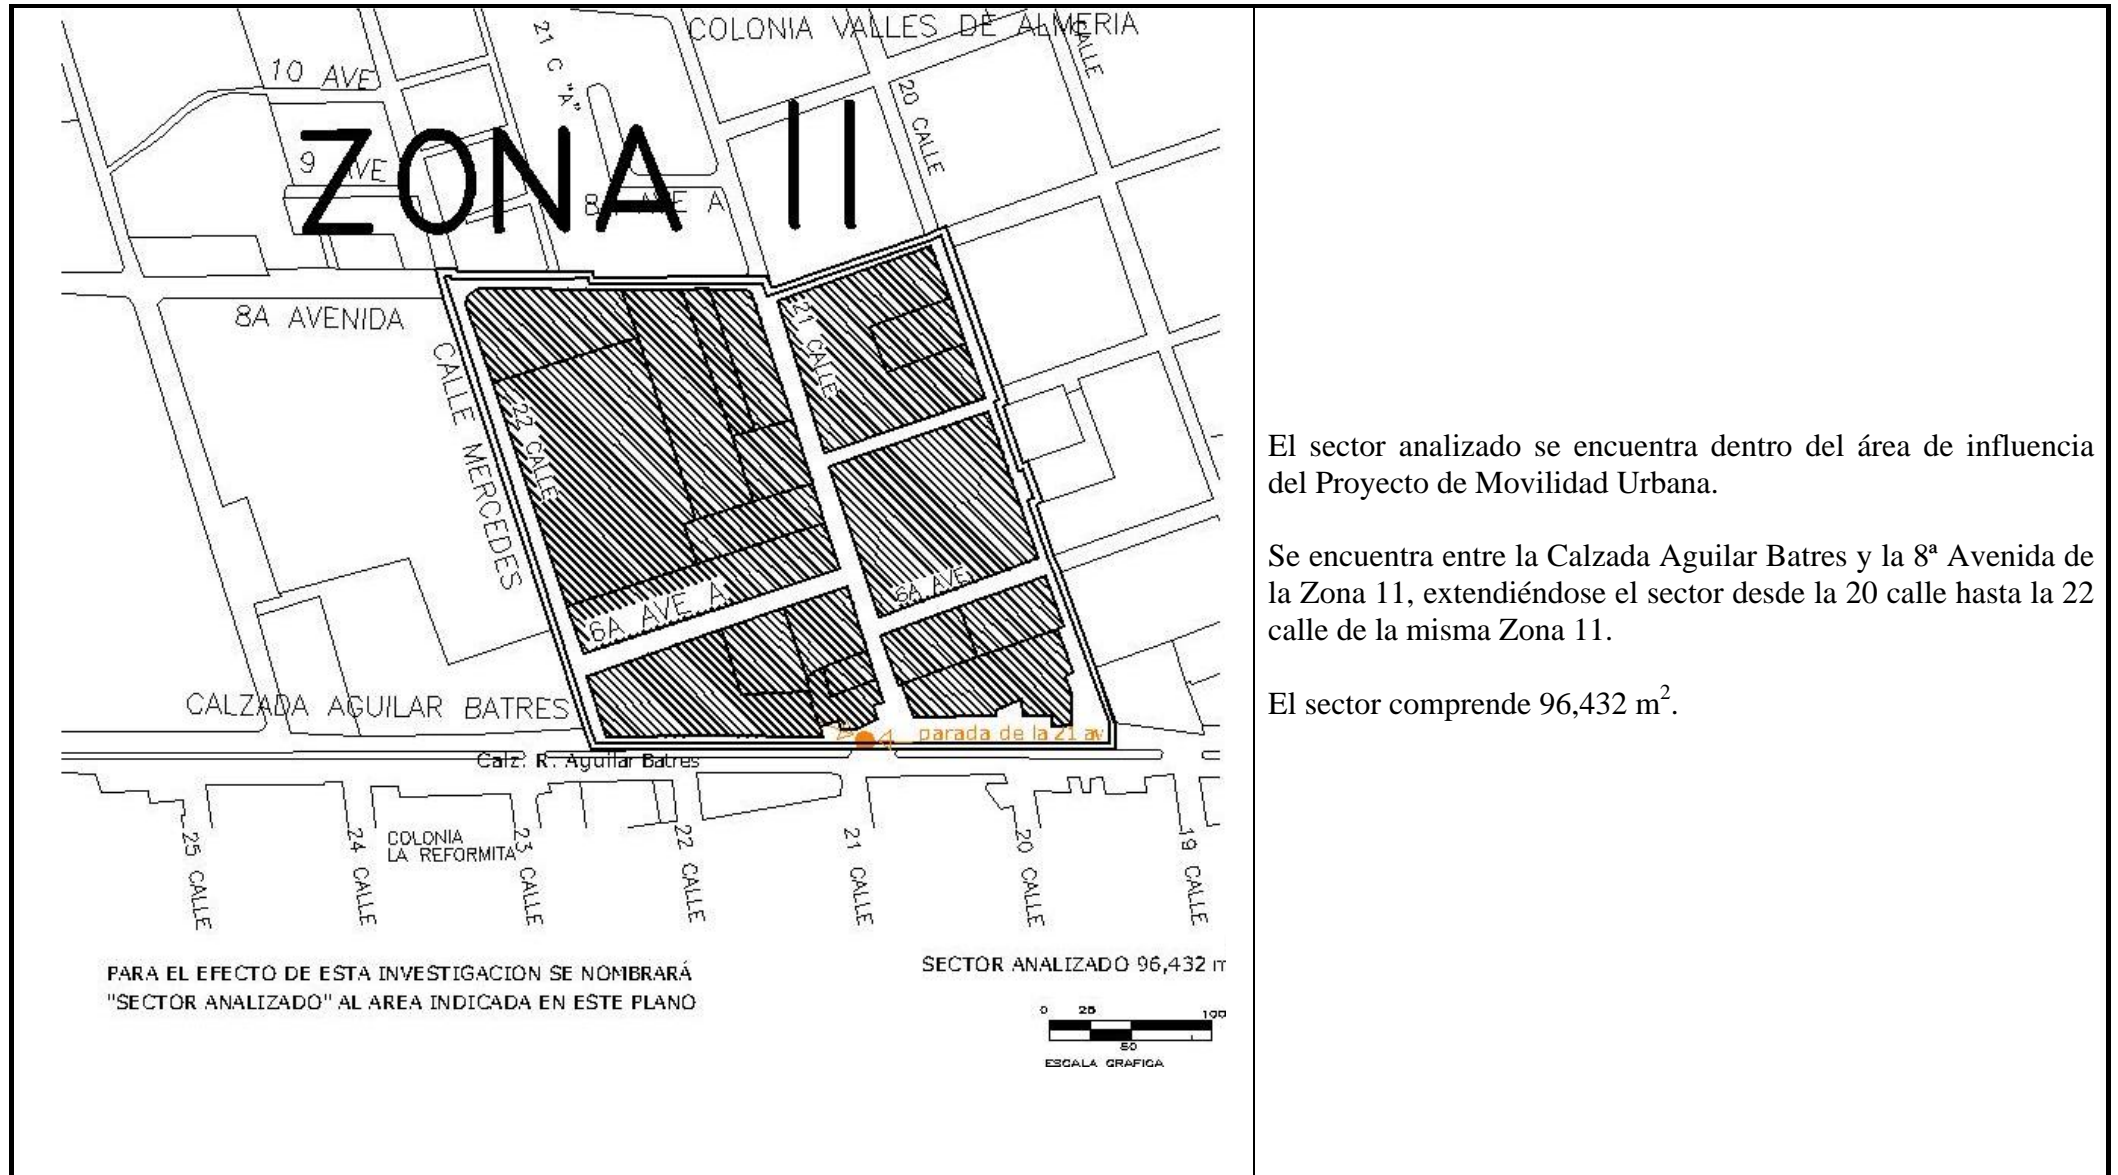 COLONIA VALLES DE ALMERIA
CALLE
21 C "A"
10 AVE
20 CALLE
ZONA 11
9 AVE
8A AVE A
8A AVENIDA
21 CALLE
CALLE MERCEDES
22 CALLE
6A AVE A
6A AVE
CALZADA AGUILAR BATRES
parada de la 21 av
Calz. R. Aguilar Batres
25 CALLE
24 CALLE
COLONIA
LA REFORMITA
23 CALLE
22 CALLE
21 CALLE
20 CALLE
19 CALLE
PARA EL EFECTO DE ESTA INVESTIGACION SE NOMBRARÁ
"SECTOR ANALIZADO" AL AREA INDICADA EN ESTE PLANO
SECTOR ANALIZADO 96,432 m
0 25 100
50
ESCALA GRAFICA
El sector analizado se encuentra dentro del área de influencia
del Proyecto de Movilidad Urbana.
Se encuentra entre la Calzada Aguilar Batres y la 8ª Avenida de
la Zona 11, extendiéndose el sector desde la 20 calle hasta la 22
calle de la misma Zona 11.
El sector comprende 96,432 m².